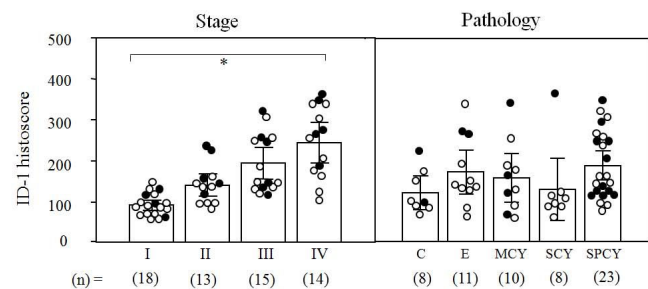 Stage Pathology
500
400
300
200
100
0
ID-1 histoscore
*
I II III IV C E MCY SCY SPCY
(n) = (18) (13) (15) (14) (8) (11) (10) (8) (23)